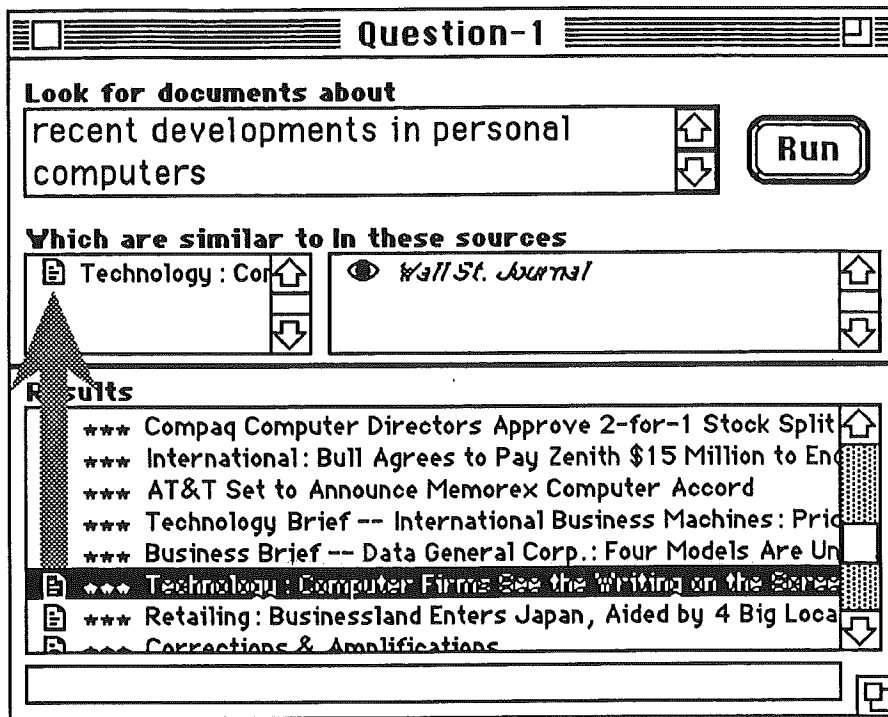 Question-1
Look for documents about
recent developments in personal
computers
Run
Which are similar to In these sources
Technology : Cor
Wall St. Journal
Results
*** Compaq Computer Directors Approve 2-for-1 Stock Split
*** International: Bull Agrees to Pay Zenith $15 Million to End
*** AT&T Set to Announce Memorex Computer Accord
*** Technology Brief -- International Business Machines: Pric
*** Business Brief -- Data General Corp.: Four Models Are Un
*** Technology : Computer Firms See the Writing on the Scree
*** Retailing: Businessland Enters Japan, Aided by 4 Big Loca
*** Corrections & Amplifications